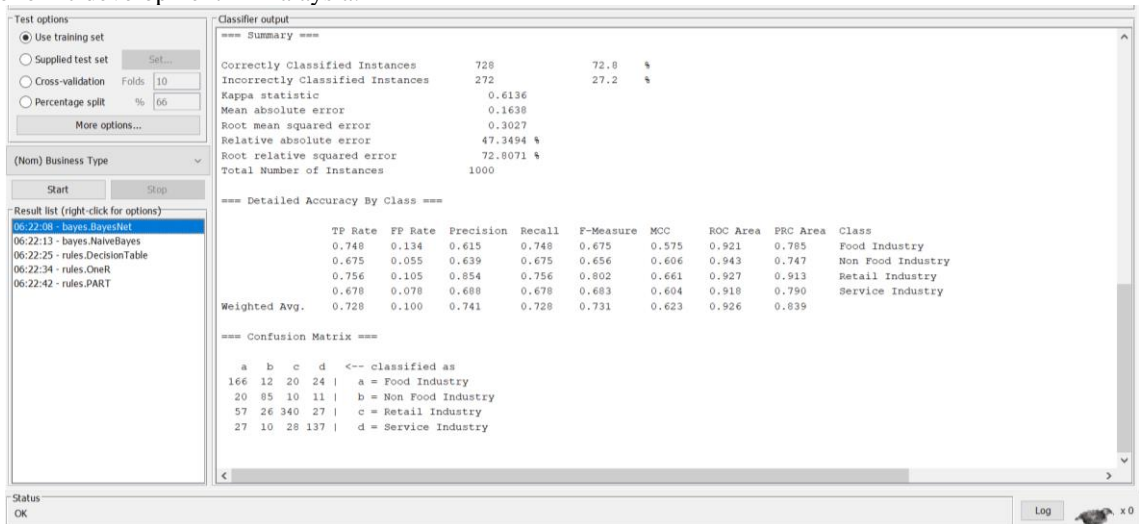 Test options
Use training set
Supplied test set Set...
Cross-validation Folds 10
Percentage split % 66
More options...
(Nom) Business Type
Start Stop
Result list (right-click for options)
06:22:08 - bayes.BayesNet
06:22:13 - bayes.NaiveBayes
06:22:25 - rules.DecisionTable
06:22:34 - rules.OneR
06:22:42 - rules.PART
Classifier output
=== Summary ===
Correctly Classified Instances 728 72.8 %
Incorrectly Classified Instances 272 27.2 %
Kappa statistic 0.6136
Mean absolute error 0.1638
Root mean squared error 0.3027
Relative absolute error 47.3494 %
Root relative squared error 72.8071 %
Total Number of Instances 1000
=== Detailed Accuracy By Class ===
TP Rate FP Rate Precision Recall F-Measure MCC ROC Area PRC Area Class
0.748 0.134 0.615 0.748 0.675 0.575 0.921 0.785 Food Industry
0.675 0.055 0.639 0.675 0.656 0.606 0.943 0.747 Non Food Industry
0.756 0.105 0.854 0.756 0.802 0.661 0.927 0.913 Retail Industry
0.678 0.078 0.688 0.678 0.683 0.604 0.918 0.790 Service Industry
Weighted Avg. 0.728 0.100 0.741 0.728 0.731 0.623 0.926 0.839
=== Confusion Matrix ===
a b c d <-- classified as
166 12 20 24 | a = Food Industry
20 85 10 11 | b = Non Food Industry
57 26 340 27 | c = Retail Industry
27 10 28 137 | d = Service Industry
Status
OK
Log x 0